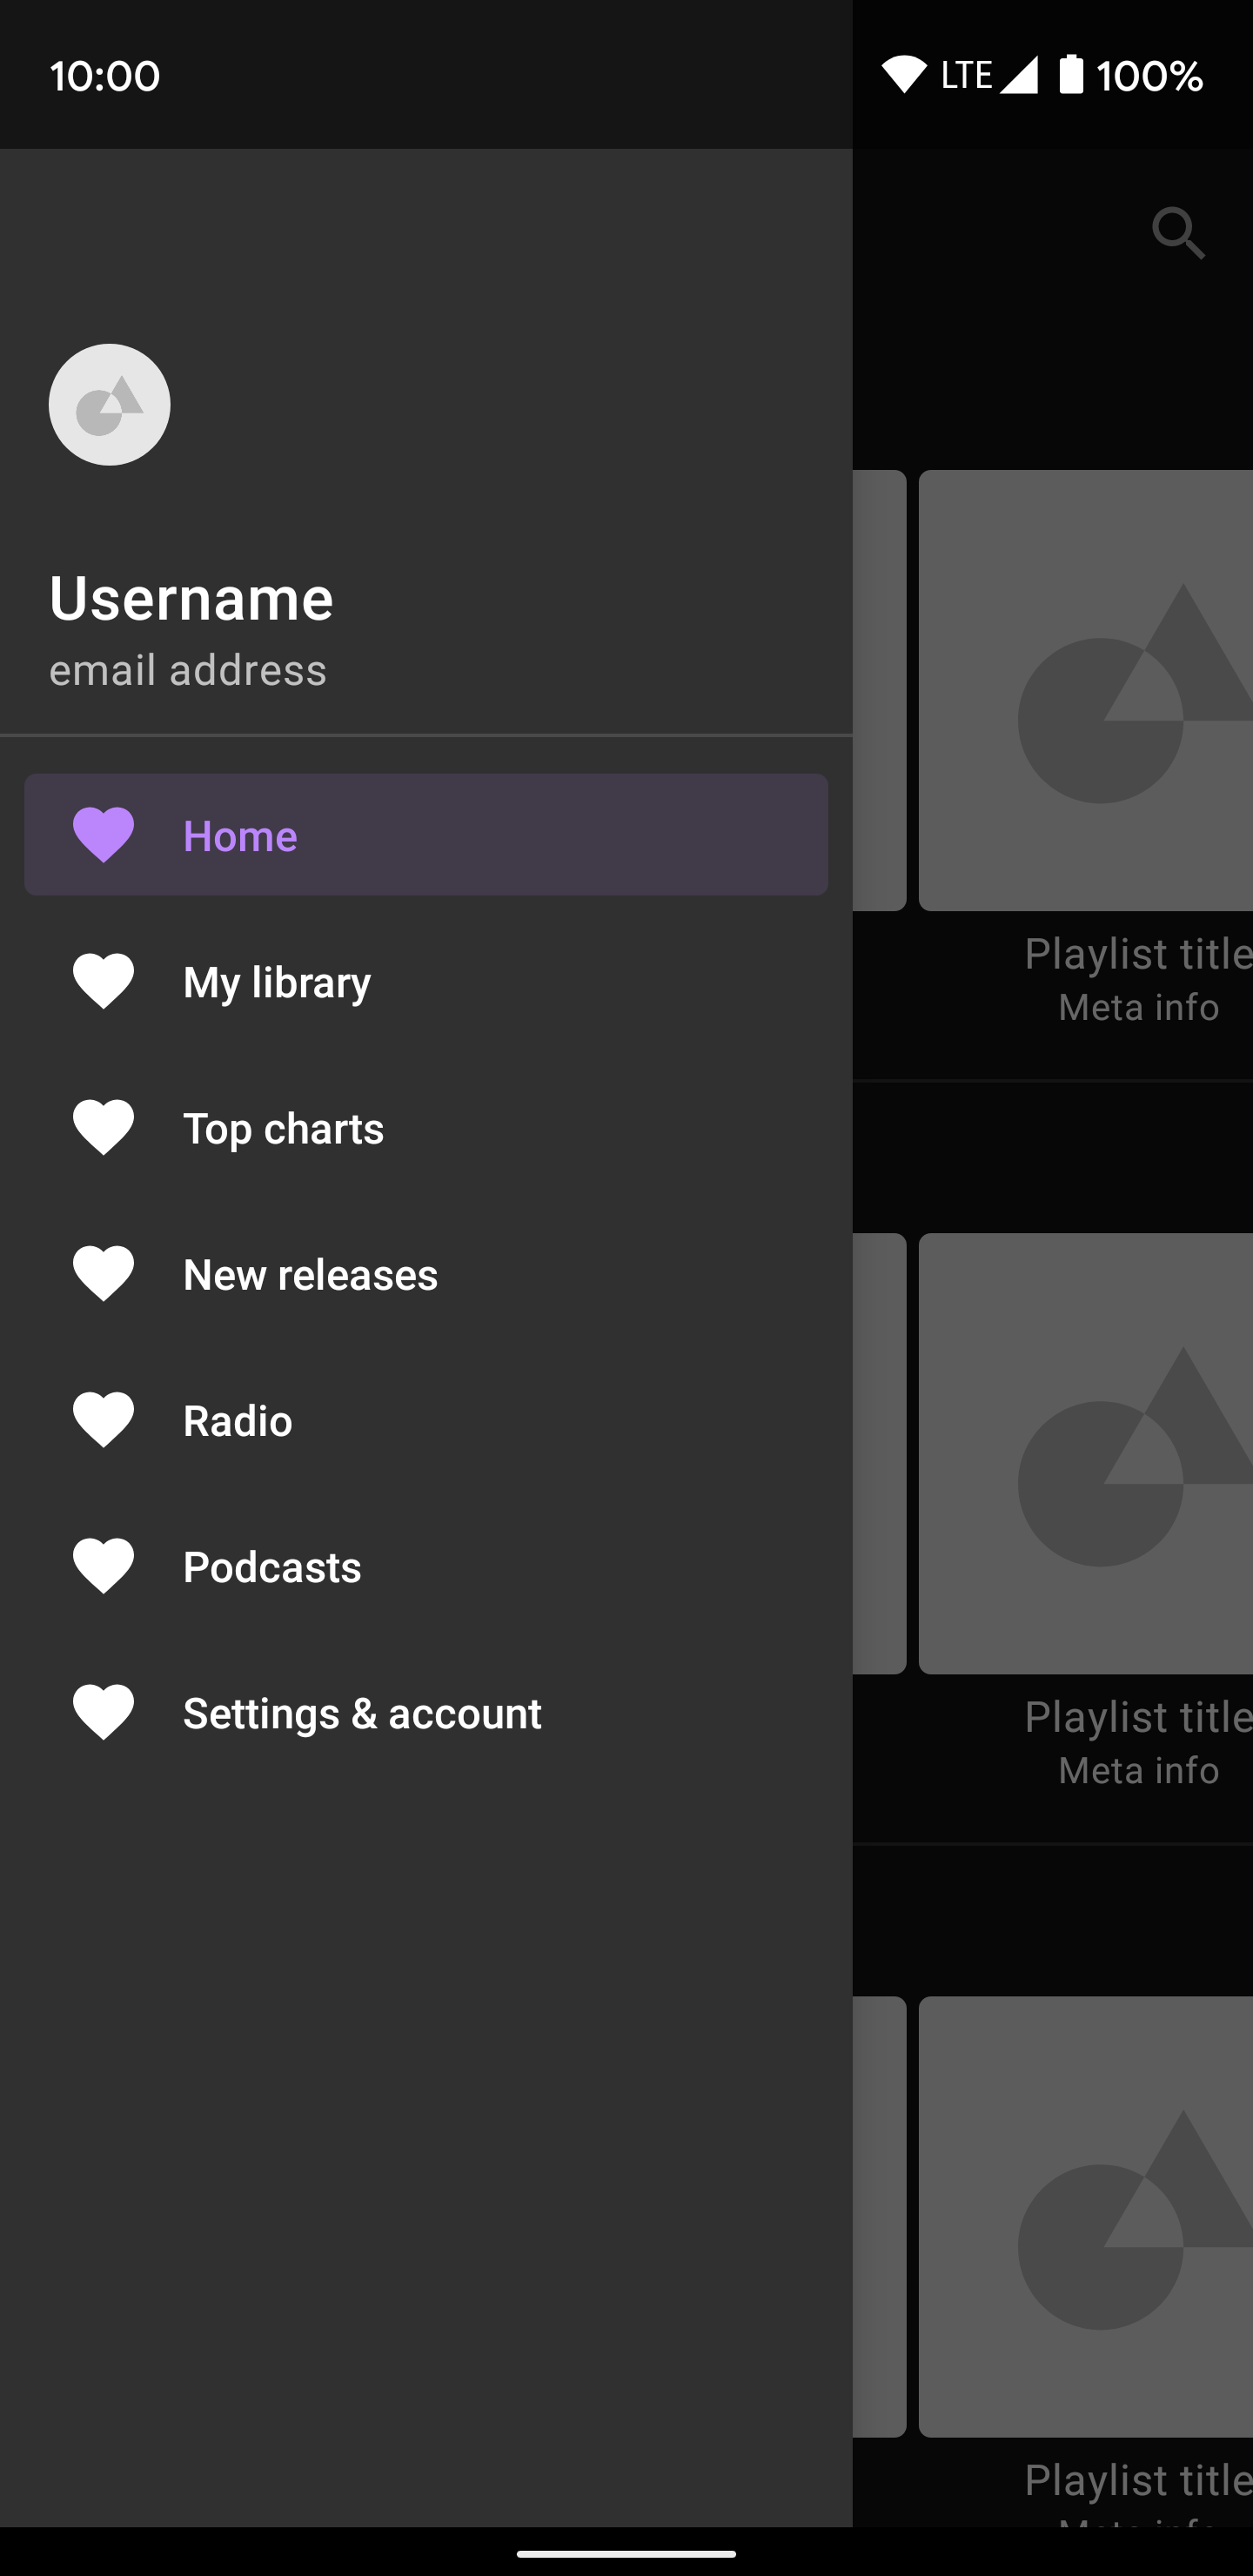 10:00
LTE 100%
Username
email address
Home
My library
Top charts
New releases
Radio
Podcasts
Settings & account
Playlist title
Meta info
Playlist title
Meta info
Playlist title